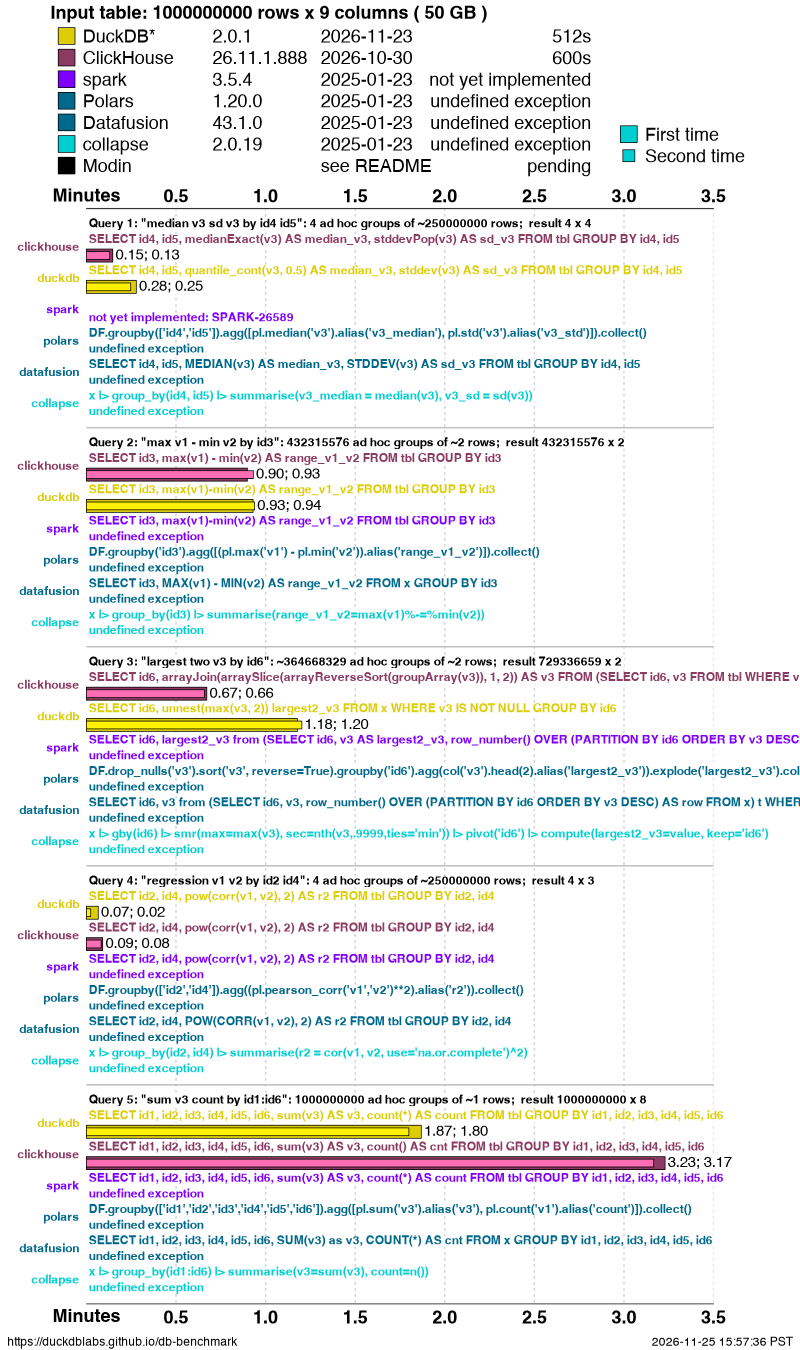 Input table: 1000000000 rows x 9 columns ( 50 GB )
DuckDB* 2.0.1 2026-11-23 512s
ClickHouse 26.11.1.888 2026-10-30 600s
spark 3.5.4 2025-01-23 not yet implemented
Polars 1.20.0 2025-01-23 undefined exception
Datafusion 43.1.0 2025-01-23 undefined exception
collapse 2.0.19 2025-01-23 undefined exception
Modin see README pending
First time
Second time
Minutes 0.5 1.0 1.5 2.0 2.5 3.0 3.5
Query 1: "median v3 sd v3 by id4 id5": 4 ad hoc groups of ~250000000 rows; result 4 x 4
clickhouse SELECT id4, id5, medianExact(v3) AS median_v3, stddevPop(v3) AS sd_v3 FROM tbl GROUP BY id4, id5
0.15; 0.13
duckdb SELECT id4, id5, quantile_cont(v3, 0.5) AS median_v3, stddev(v3) AS sd_v3 FROM tbl GROUP BY id4, id5
0.28; 0.25
spark
not yet implemented: SPARK-26589
polars DF.groupby(['id4','id5']).agg([pl.median('v3').alias('v3_median'), pl.std('v3').alias('v3_std')]).collect()
undefined exception
datafusion SELECT id4, id5, MEDIAN(v3) AS median_v3, STDDEV(v3) AS sd_v3 FROM tbl GROUP BY id4, id5
undefined exception
collapse x |> group_by(id4, id5) |> summarise(v3_median = median(v3), v3_sd = sd(v3))
undefined exception
Query 2: "max v1 - min v2 by id3": 432315576 ad hoc groups of ~2 rows; result 432315576 x 2
clickhouse SELECT id3, max(v1) - min(v2) AS range_v1_v2 FROM tbl GROUP BY id3
0.90; 0.93
duckdb SELECT id3, max(v1)-min(v2) AS range_v1_v2 FROM tbl GROUP BY id3
0.93; 0.94
spark SELECT id3, max(v1)-min(v2) AS range_v1_v2 FROM tbl GROUP BY id3
undefined exception
polars DF.groupby('id3').agg([(pl.max('v1') - pl.min('v2')).alias('range_v1_v2')]).collect()
undefined exception
datafusion SELECT id3, MAX(v1) - MIN(v2) AS range_v1_v2 FROM x GROUP BY id3
undefined exception
collapse x |> group_by(id3) |> summarise(range_v1_v2=max(v1)%-=%min(v2))
undefined exception
Query 3: "largest two v3 by id6": ~364668329 ad hoc groups of ~2 rows; result 729336659 x 2
clickhouse SELECT id6, arrayJoin(arraySlice(arrayReverseSort(groupArray(v3)), 1, 2)) AS v3 FROM (SELECT id6, v3 FROM tbl WHERE v
0.67; 0.66
duckdb SELECT id6, unnest(max(v3, 2)) largest2_v3 FROM x WHERE v3 IS NOT NULL GROUP BY id6
1.18; 1.20
spark SELECT id6, largest2_v3 from (SELECT id6, v3 AS largest2_v3, row_number() OVER (PARTITION BY id6 ORDER BY v3 DESC
undefined exception
polars DF.drop_nulls('v3').sort('v3', reverse=True).groupby('id6').agg(col('v3').head(2).alias('largest2_v3')).explode('largest2_v3').col
undefined exception
datafusion SELECT id6, v3 from (SELECT id6, v3, row_number() OVER (PARTITION BY id6 ORDER BY v3 DESC) AS row FROM x) t WHER
undefined exception
collapse x |> gby(id6) |> smr(max=max(v3), sec=nth(v3,.9999,ties='min')) |> pivot('id6') |> compute(largest2_v3=value, keep='id6')
undefined exception
Query 4: "regression v1 v2 by id2 id4": 4 ad hoc groups of ~250000000 rows; result 4 x 3
duckdb SELECT id2, id4, pow(corr(v1, v2), 2) AS r2 FROM tbl GROUP BY id2, id4
0.07; 0.02
clickhouse SELECT id2, id4, pow(corr(v1, v2), 2) AS r2 FROM tbl GROUP BY id2, id4
0.09; 0.08
spark SELECT id2, id4, pow(corr(v1, v2), 2) AS r2 FROM tbl GROUP BY id2, id4
undefined exception
polars DF.groupby(['id2','id4']).agg((pl.pearson_corr('v1','v2')**2).alias('r2')).collect()
undefined exception
datafusion SELECT id2, id4, POW(CORR(v1, v2), 2) AS r2 FROM tbl GROUP BY id2, id4
undefined exception
collapse x |> group_by(id2, id4) |> summarise(r2 = cor(v1, v2, use='na.or.complete')^2)
undefined exception
Query 5: "sum v3 count by id1:id6": 1000000000 ad hoc groups of ~1 rows; result 1000000000 x 8
duckdb SELECT id1, id2, id3, id4, id5, id6, sum(v3) AS v3, count(*) AS count FROM tbl GROUP BY id1, id2, id3, id4, id5, id6
1.87; 1.80
clickhouse SELECT id1, id2, id3, id4, id5, id6, sum(v3) AS v3, count() AS cnt FROM tbl GROUP BY id1, id2, id3, id4, id5, id6
3.23; 3.17
spark SELECT id1, id2, id3, id4, id5, id6, sum(v3) AS v3, count(*) AS count FROM tbl GROUP BY id1, id2, id3, id4, id5, id6
undefined exception
polars DF.groupby(['id1','id2','id3','id4','id5','id6']).agg([pl.sum('v3').alias('v3'), pl.count('v1').alias('count')]).collect()
undefined exception
datafusion SELECT id1, id2, id3, id4, id5, id6, SUM(v3) as v3, COUNT(*) AS cnt FROM x GROUP BY id1, id2, id3, id4, id5, id6
undefined exception
collapse x |> group_by(id1:id6) |> summarise(v3=sum(v3), count=n())
undefined exception
Minutes 0.5 1.0 1.5 2.0 2.5 3.0 3.5
https://duckdblabs.github.io/db-benchmark 2026-11-25 15:57:36 PST